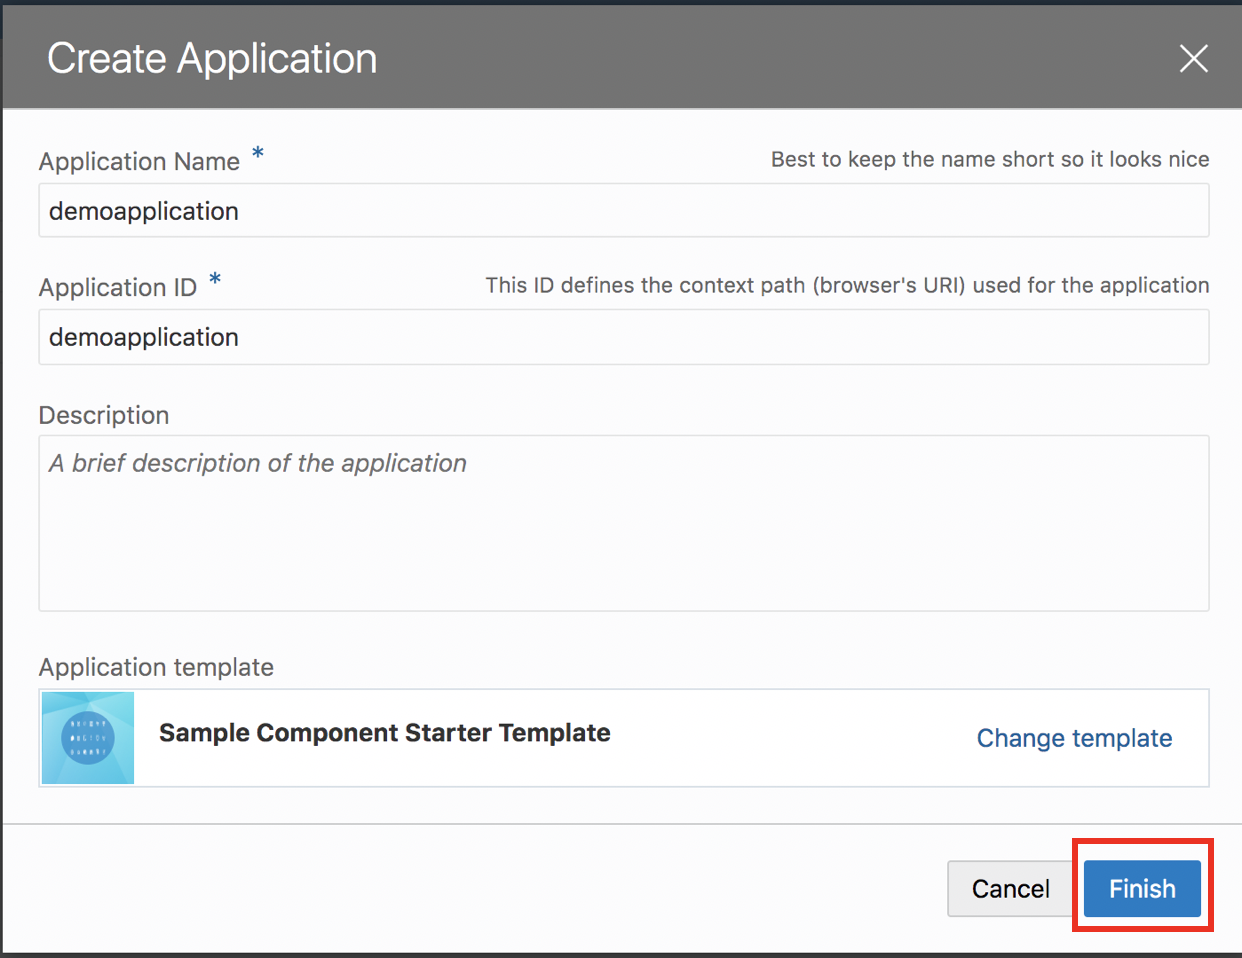 Create Application
Application Name *
Best to keep the name short so it looks nice
demoapplication
Application ID *
This ID defines the context path (browser's URI) used for the application
demoapplication
Description
A brief description of the application
Application template
Sample Component Starter Template
Change template
Cancel
Finish